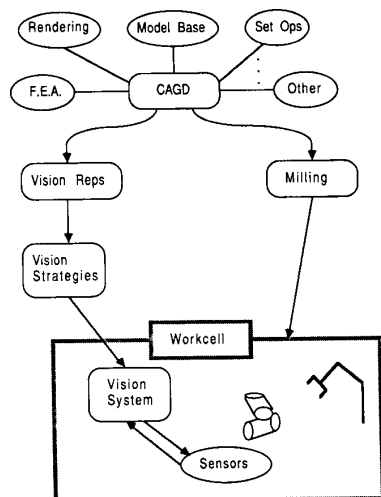 Rendering
Model Base
Set Ops
F.E.A.
CAGD
Other
Vision Reps
Milling
Vision
Strategies
Workcell
Vision
System
Sensors